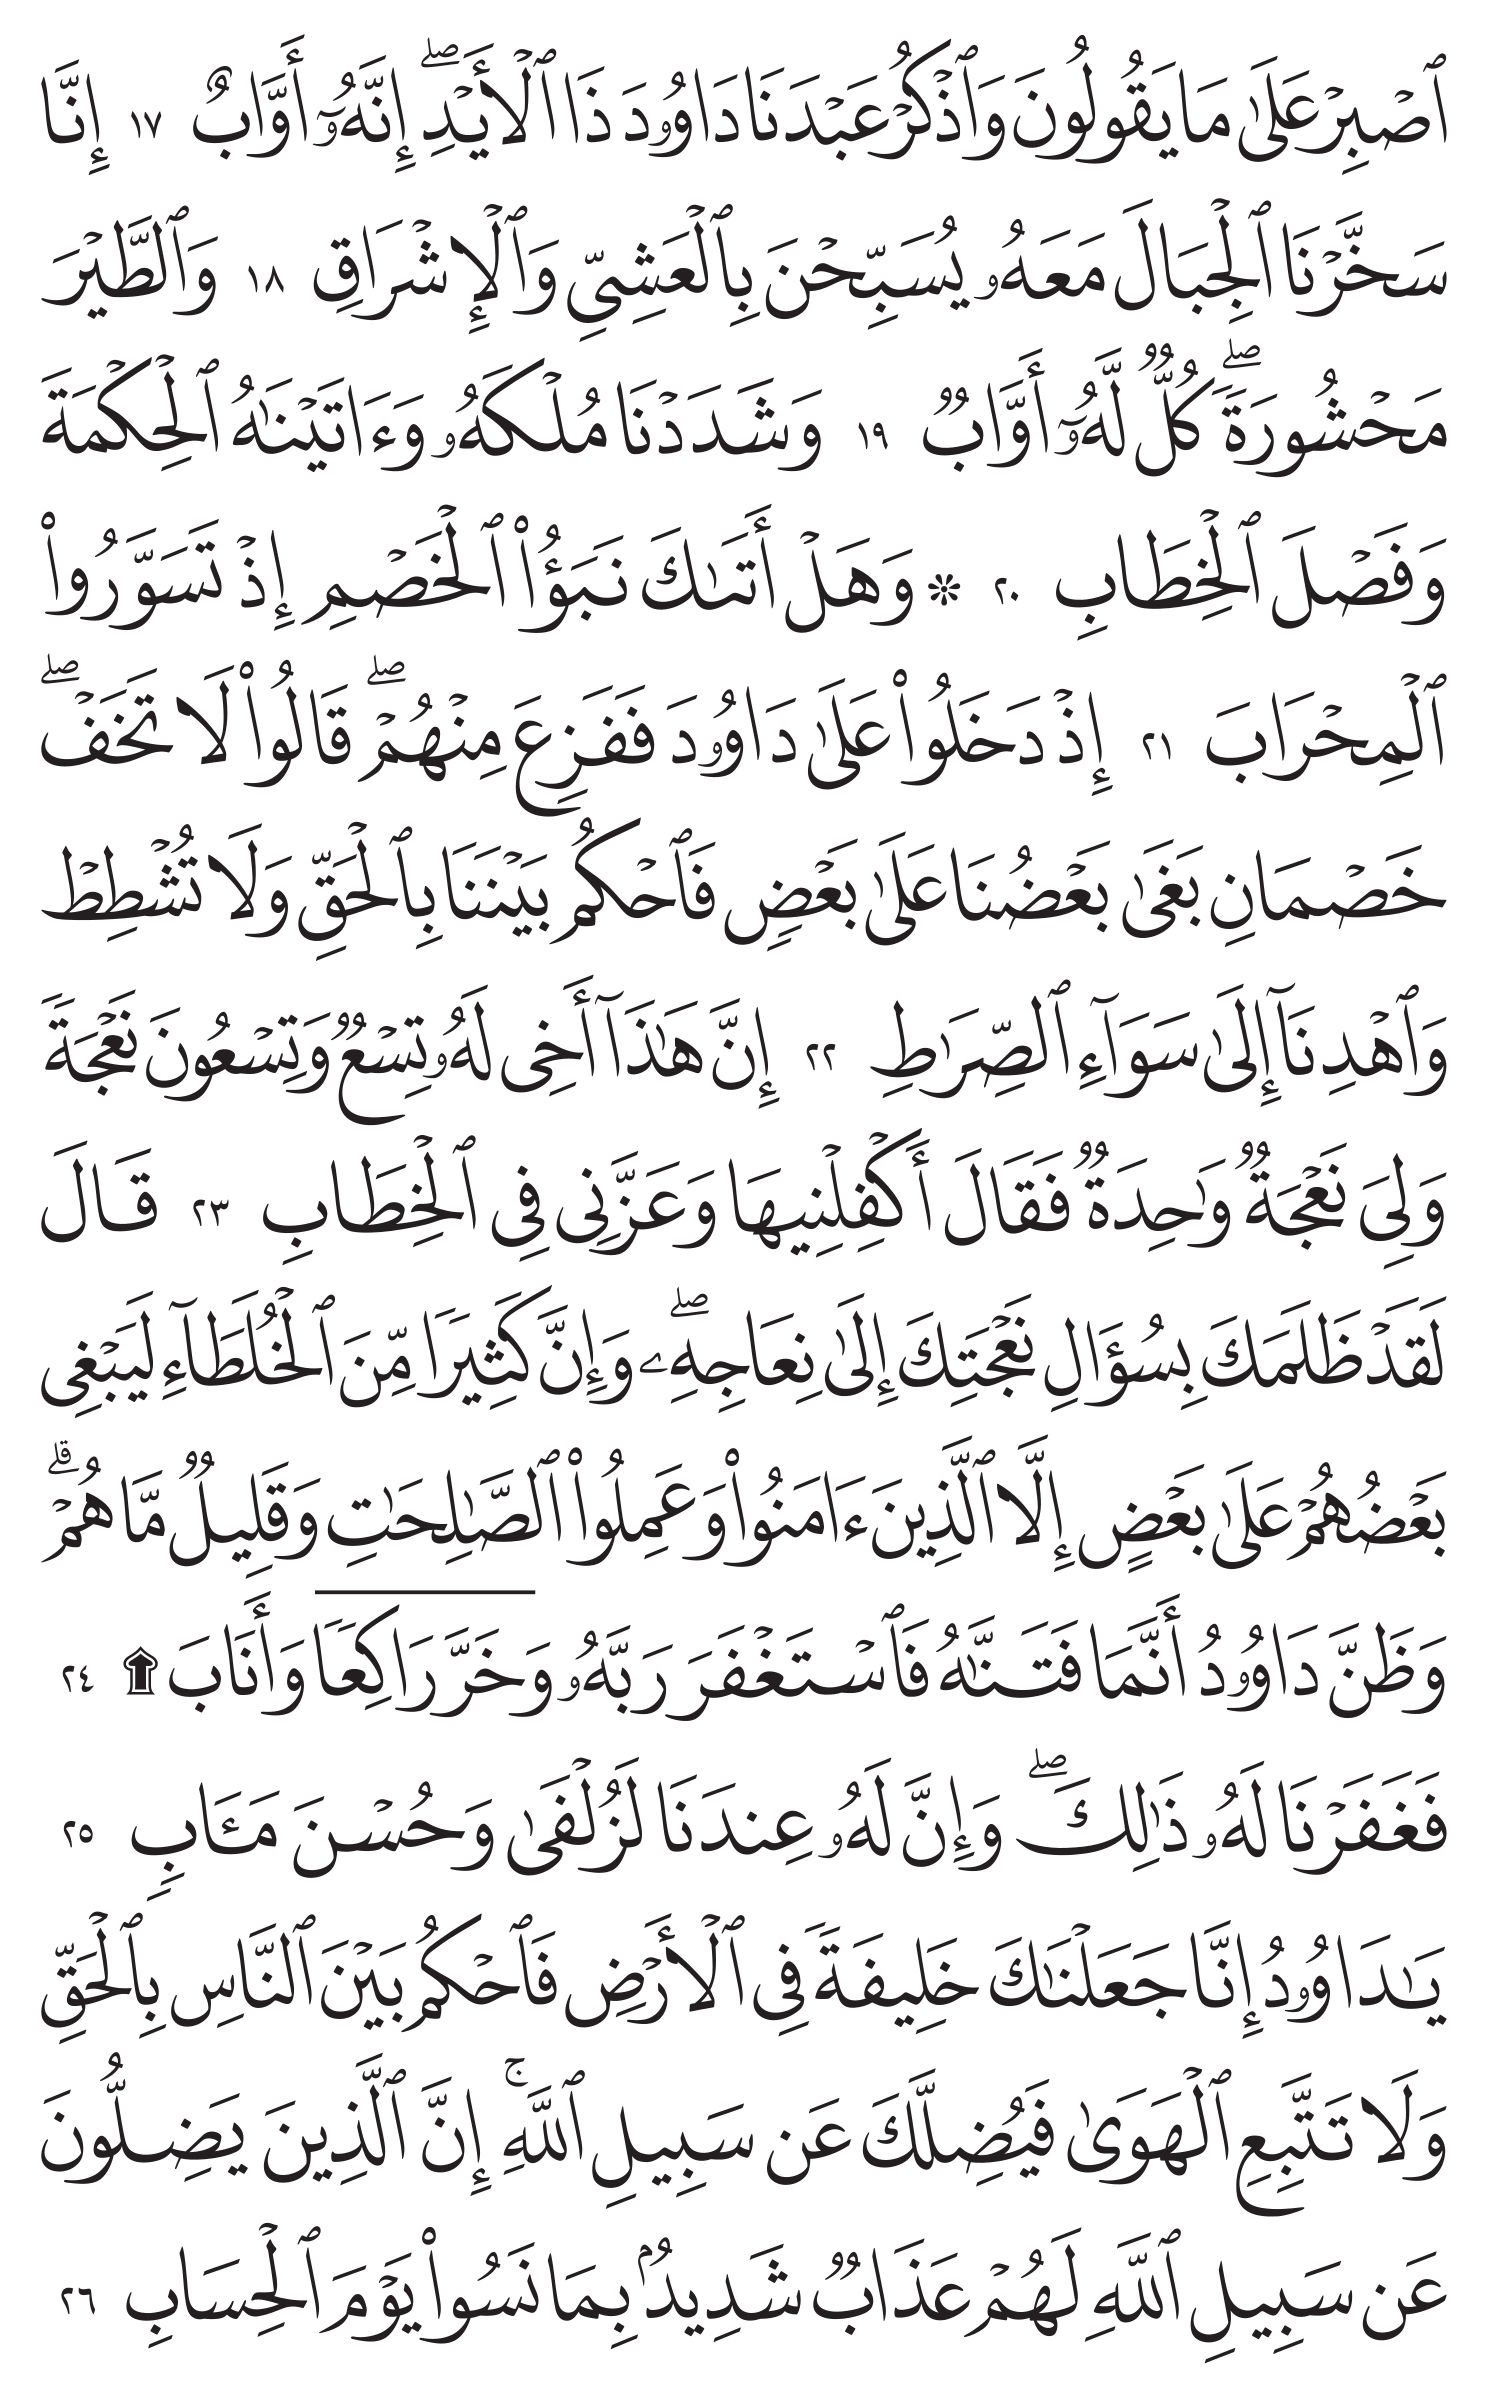 ٱصۡبِرۡ عَلَىٰ مَا يَقُولُونَ وَٱذۡكُرۡ عَبۡدَنَا دَاوُۥدَ ذَا ٱلۡأَيۡدِۖ إِنَّهُۥٓ أَوَّابٌ ١٧ إِنَّا
سَخَّرۡنَا ٱلۡجِبَالَ مَعَهُۥ يُسَبِّحۡنَ بِٱلۡعَشِيِّ وَٱلۡإِشۡرَاقِ ١٨ وَٱلطَّيۡرَ
مَحۡشُورَةٗۖ كُلّٞ لَّهُۥٓ أَوَّابٞ ١٩ وَشَدَدۡنَا مُلۡكَهُۥ وَءَاتَيۡنَٰهُ ٱلۡحِكۡمَةَ
وَفَصۡلَ ٱلۡخِطَابِ ٢٠ ۞ وَهَلۡ أَتَىٰكَ نَبَؤُاْ ٱلۡخَصۡمِ إِذۡ تَسَوَّرُواْ
ٱلۡمِحۡرَابَ ٢١ إِذۡ دَخَلُواْ عَلَىٰ دَاوُۥدَ فَفَزِعَ مِنۡهُمۡۖ قَالُواْ لَا تَخَفۡۖ
خَصۡمَانِ بَغَىٰ بَعۡضُنَا عَلَىٰ بَعۡضٖ فَٱحۡكُم بَيۡنَنَا بِٱلۡحَقِّ وَلَا تُشۡطِطۡ
وَٱهۡدِنَآ إِلَىٰ سَوَآءِ ٱلصِّرَٰطِ ٢٢ إِنَّ هَٰذَآ أَخِي لَهُۥ تِسۡعٞ وَتِسۡعُونَ نَعۡجَةٗ
وَلِيَ نَعۡجَةٞ وَٰحِدَةٞ فَقَالَ أَكۡفِلۡنِيهَا وَعَزَّنِي فِي ٱلۡخِطَابِ ٢٣ قَالَ
لَقَدۡ ظَلَمَكَ بِسُؤَالِ نَعۡجَتِكَ إِلَىٰ نِعَاجِهِۦۖ وَإِنَّ كَثِيرٗا مِّنَ ٱلۡخُلَطَآءِ لَيَبۡغِي
بَعۡضُهُمۡ عَلَىٰ بَعۡضٍ إِلَّا ٱلَّذِينَ ءَامَنُواْ وَعَمِلُواْ ٱلصَّٰلِحَٰتِ وَقَلِيلٞ مَّا هُمۡۗ
وَظَنَّ دَاوُۥدُ أَنَّمَا فَتَنَّٰهُ فَٱسۡتَغۡفَرَ رَبَّهُۥ وَخَرَّ رَاكِعٗا وَأَنَابَ ۩ ٢٤
فَغَفَرۡنَا لَهُۥ ذَٰلِكَۖ وَإِنَّ لَهُۥ عِندَنَا لَزُلۡفَىٰ وَحُسۡنَ مَـَٔابٖ ٢٥
يَٰدَاوُۥدُ إِنَّا جَعَلۡنَٰكَ خَلِيفَةٗ فِي ٱلۡأَرۡضِ فَٱحۡكُم بَيۡنَ ٱلنَّاسِ بِٱلۡحَقِّ
وَلَا تَتَّبِعِ ٱلۡهَوَىٰ فَيُضِلَّكَ عَن سَبِيلِ ٱللَّهِۚ إِنَّ ٱلَّذِينَ يَضِلُّونَ
عَن سَبِيلِ ٱللَّهِ لَهُمۡ عَذَابٞ شَدِيدُۢ بِمَا نَسُواْ يَوۡمَ ٱلۡحِسَابِ ٢٦